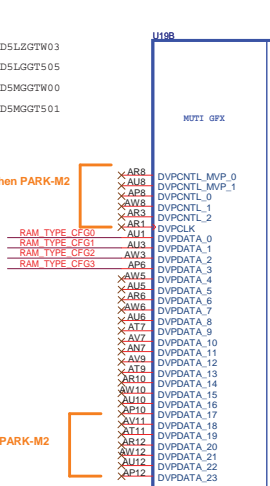 U19B
D5LZGTW03
D5LGGT505
D5MGGTW00
D5MGGT501
MUTI GFX
hen PARK-M2
AR8 DVPCNTL_MVP_0
AU8 DVPCNTL_MVP_1
AP8 DVPCNTL_0
AW8 DVPCNTL_1
AR3 DVPCNTL_2
AR1 DVPCLK
RAM_TYPE_CFG0 AU1 DVPDATA_0
RAM_TYPE_CFG1 AU3 DVPDATA_1
RAM_TYPE_CFG2 AW3 DVPDATA_2
RAM_TYPE_CFG3 AP6 DVPDATA_3
AW5 DVPDATA_4
AU5 DVPDATA_5
AR6 DVPDATA_6
AW6 DVPDATA_7
AU6 DVPDATA_8
AT7 DVPDATA_9
AV7 DVPDATA_10
AN7 DVPDATA_11
AV9 DVPDATA_12
AT9 DVPDATA_13
AR10 DVPDATA_14
AW10 DVPDATA_15
AU10 DVPDATA_16
AP10 DVPDATA_17
AV11 DVPDATA_18
AT11 DVPDATA_19
AR12 DVPDATA_20
AW12 DVPDATA_21
AU12 DVPDATA_22
AP12 DVPDATA_23
PARK-M2